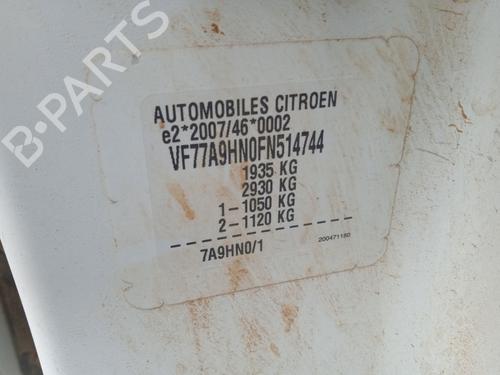 AUTOMOBILES CITROEN
e2*2007/46*0002
VF77A9HN0FN514744
1935 KG
2930 KG
1-1050 KG
2-1120 KG
7A9HN0/1
200471180
B-PARTS